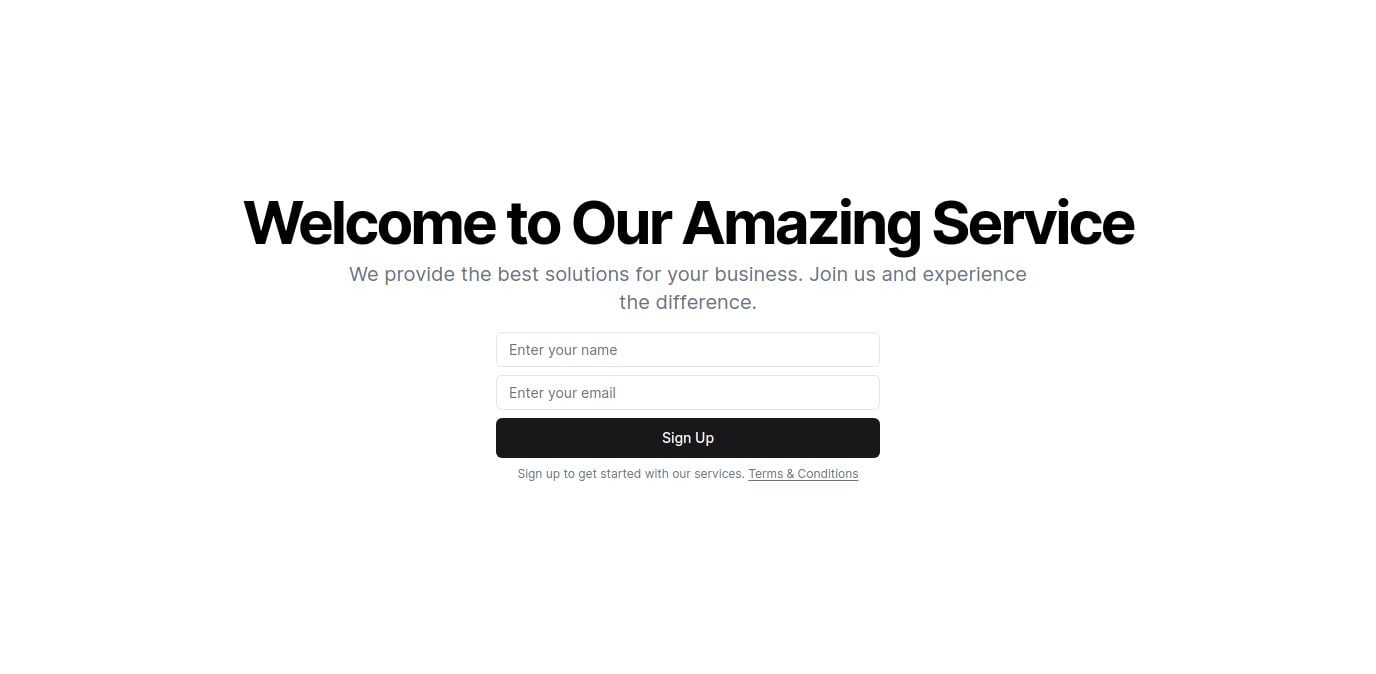 Welcome to Our Amazing Service
We provide the best solutions for your business. Join us and experience
the difference.
Enter your name
Enter your email
Sign Up
Sign up to get started with our services. Terms & Conditions